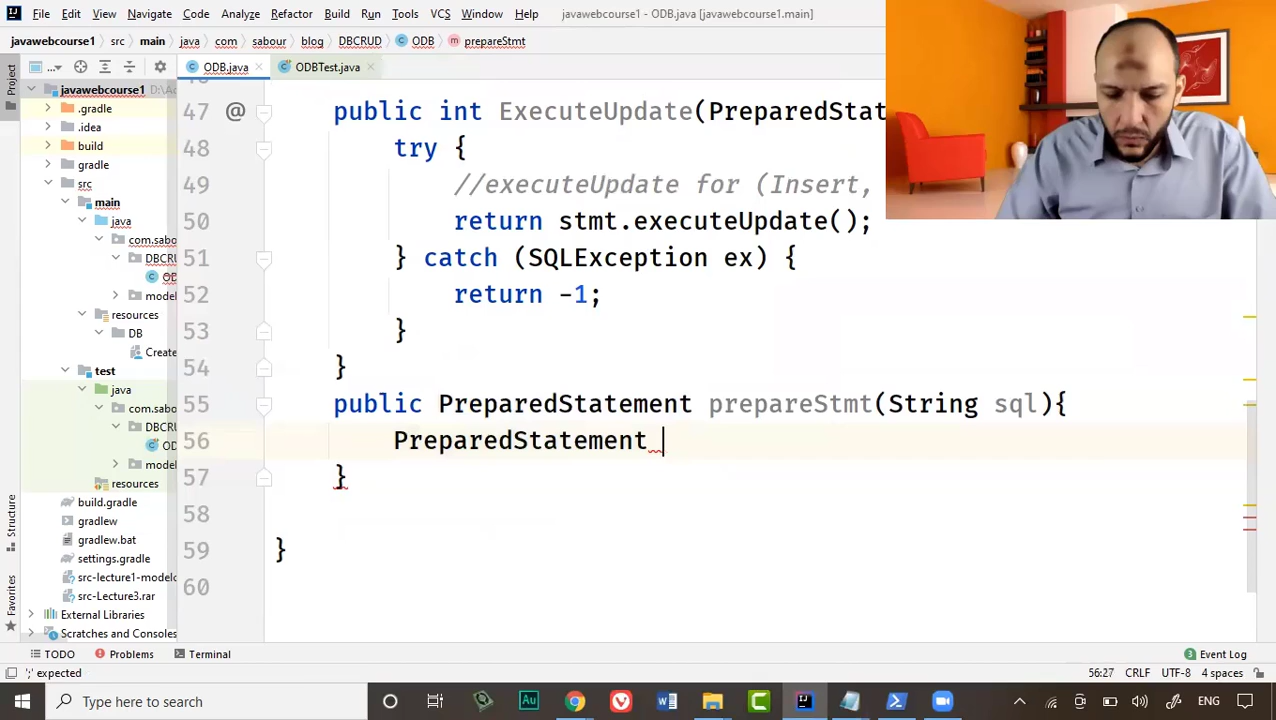 File Edit View Navigate Code Analyze Refactor Build Run Tools VCS Window Help javawebcourse1 - ODB.java [javawebcourse1.main]
javawebcourse1 src main java com sabour blog DBCRUD ODB prepareStmt
Project
... ODB.java ODBTest.java
javawebcourse1 D:\Ac
.gradle
.idea
build
gradle
src
main
java
com.sabo
DBCR
OD
mode
resources
DB
Create
test
java
com.sabo
DBCRU
OD
mode
resources
build.gradle
gradlew
gradlew.bat
settings.gradle
src-lecture1-model
src-Lecture3.rar
External Libraries
Scratches and Consoles
47 @ public int ExecuteUpdate(PreparedStat
48 try {
49 //executeUpdate for (Insert,
50 return stmt.executeUpdate();
51 } catch (SQLException ex) {
52 return -1;
53 }
54 }
55 public PreparedStatement prepareStmt(String sql){
56 PreparedStatement
57 }
58
59 }
60
Structure
Favorites
TODO Problems Terminal 3 Event Log
';' expected 56:27 CRLF UTF-8 4 spaces
Type here to search ENG